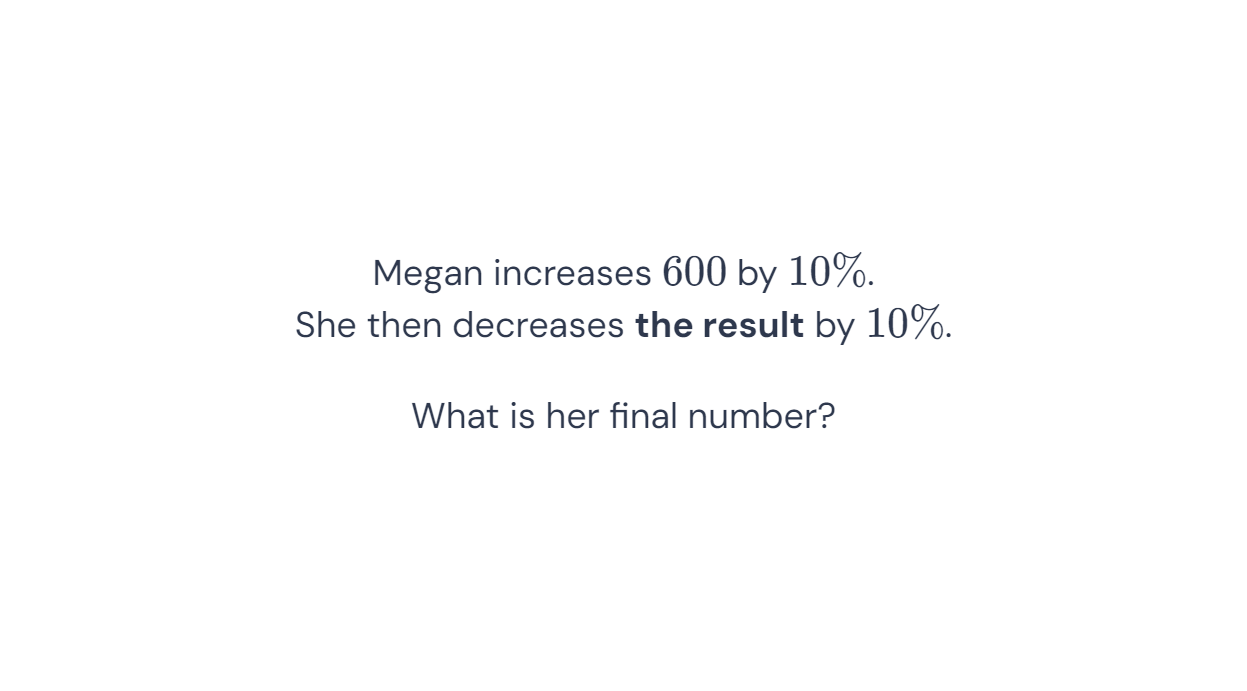 Megan increases 600 by 10%.
She then decreases the result by 10%.
What is her final number?